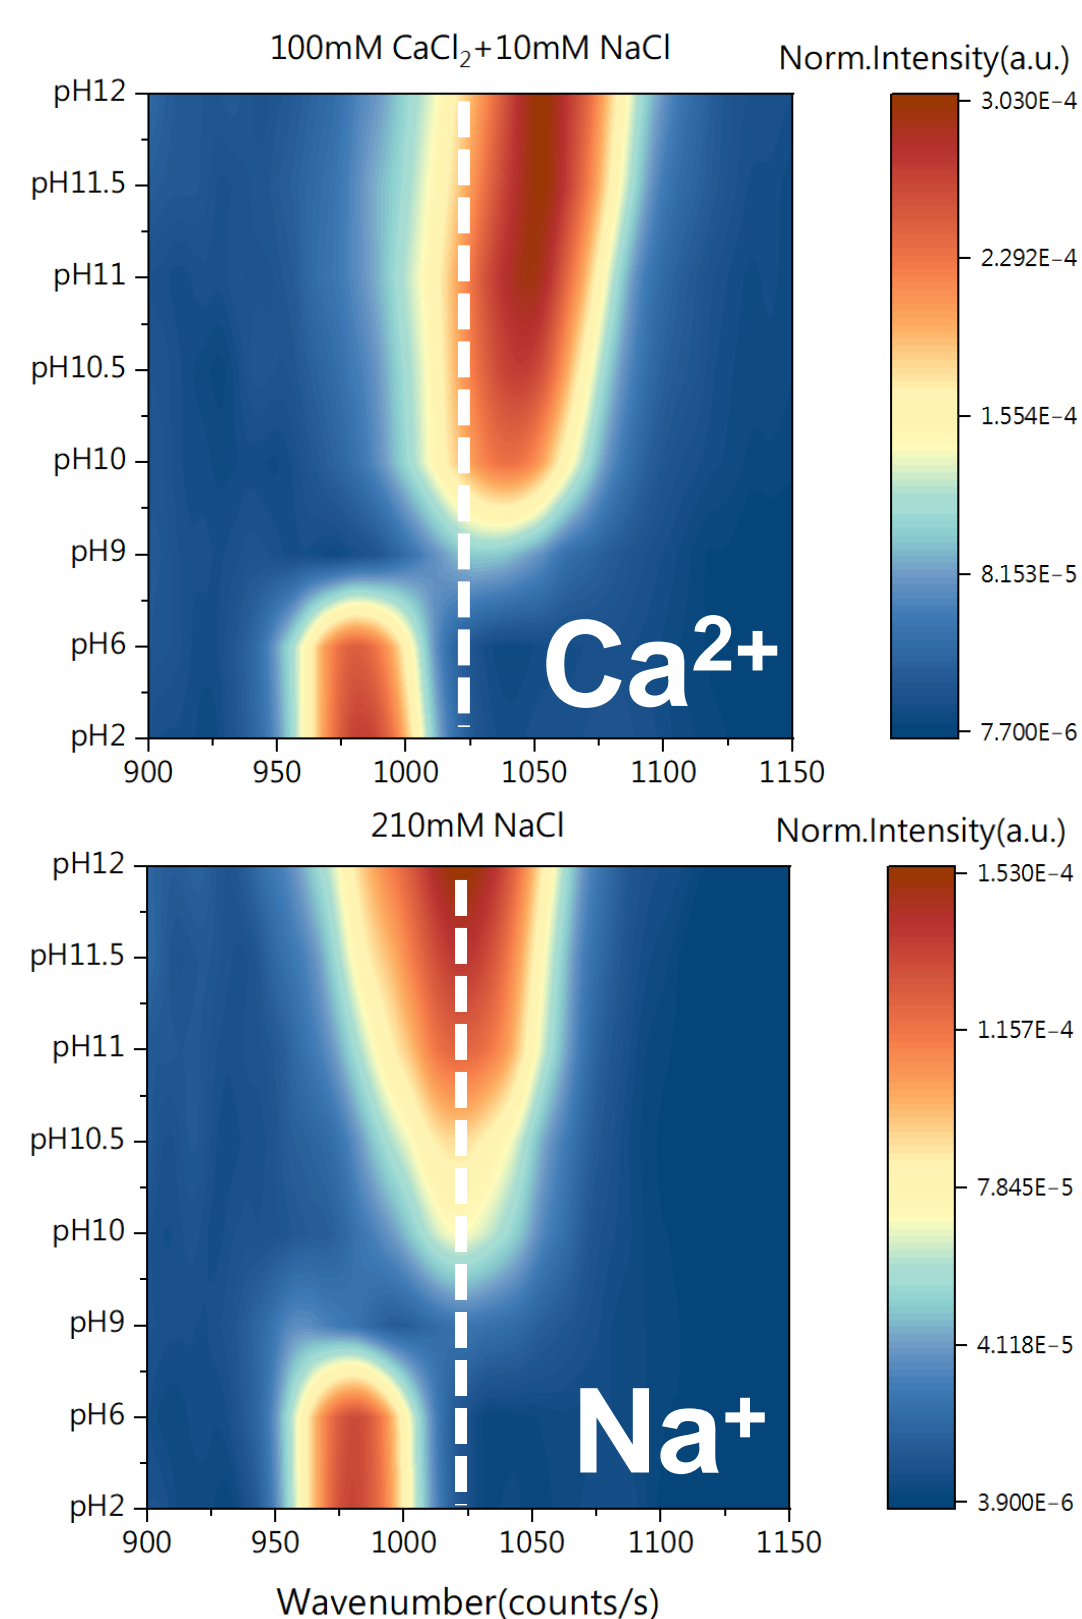 100mM CaCl₂+10mM NaCl
Norm.Intensity(a.u.)
pH12
pH11.5
pH11
pH10.5
pH10
pH9
pH6
pH2
900 950 1000 1050 1100 1150
Ca²⁺
3.030E−4
2.292E−4
1.554E−4
8.153E−5
7.700E−6
210mM NaCl
Norm.Intensity(a.u.)
pH12
pH11.5
pH11
pH10.5
pH10
pH9
pH6
pH2
900 950 1000 1050 1100 1150
Na⁺
1.530E−4
1.157E−4
7.845E−5
4.118E−5
3.900E−6
Wavenumber(counts/s)